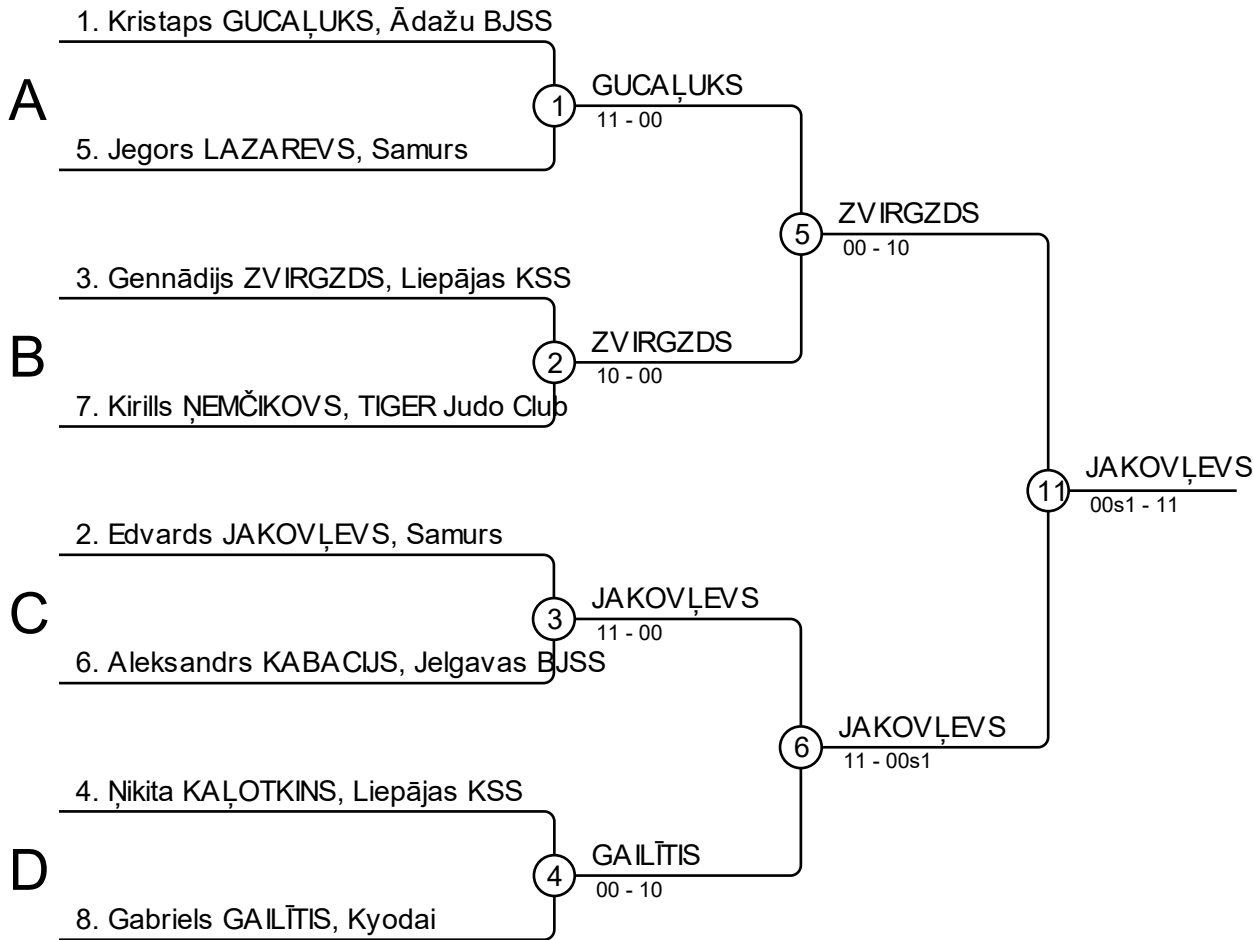 1. Kristaps GUCAĻUKS, Ādažu BJSS
A
1
GUCAĻUKS
11 - 00
5. Jegors LAZAREVS, Samurs
5
ZVIRGZDS
00 - 10
3. Gennādijs ZVIRGZDS, Liepājas KSS
B
2
ZVIRGZDS
10 - 00
7. Kirills ŅEMČIKOVS, TIGER Judo Club
11
JAKOVĻEVS
00s1 - 11
2. Edvards JAKOVĻEVS, Samurs
C
3
JAKOVĻEVS
11 - 00
6. Aleksandrs KABACIJS, Jelgavas BJSS
6
JAKOVĻEVS
11 - 00s1
4. Ņikita KAĻOTKINS, Liepājas KSS
D
4
GAILĪTIS
00 - 10
8. Gabriels GAILĪTIS, Kyodai